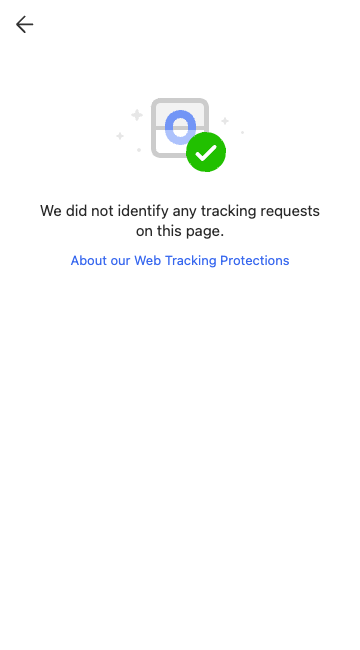 We did not identify any tracking requests
on this page.
About our Web Tracking Protections